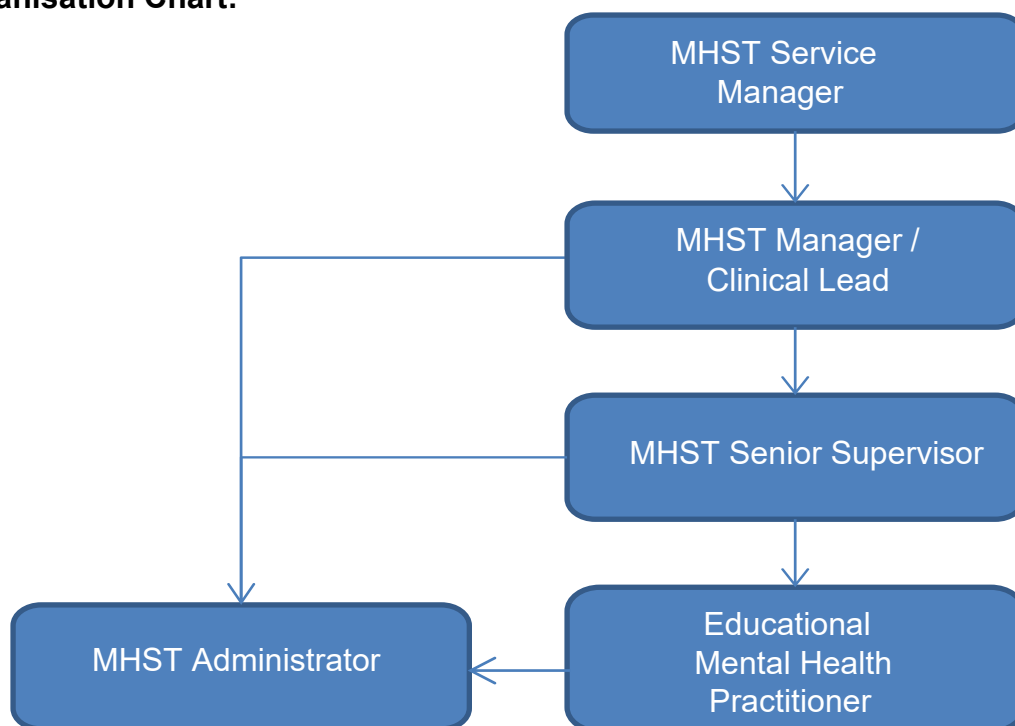 anisation Chart:
MHST Service
Manager
MHST Manager /
Clinical Lead
MHST Senior Supervisor
MHST Administrator
Educational
Mental Health
Practitioner